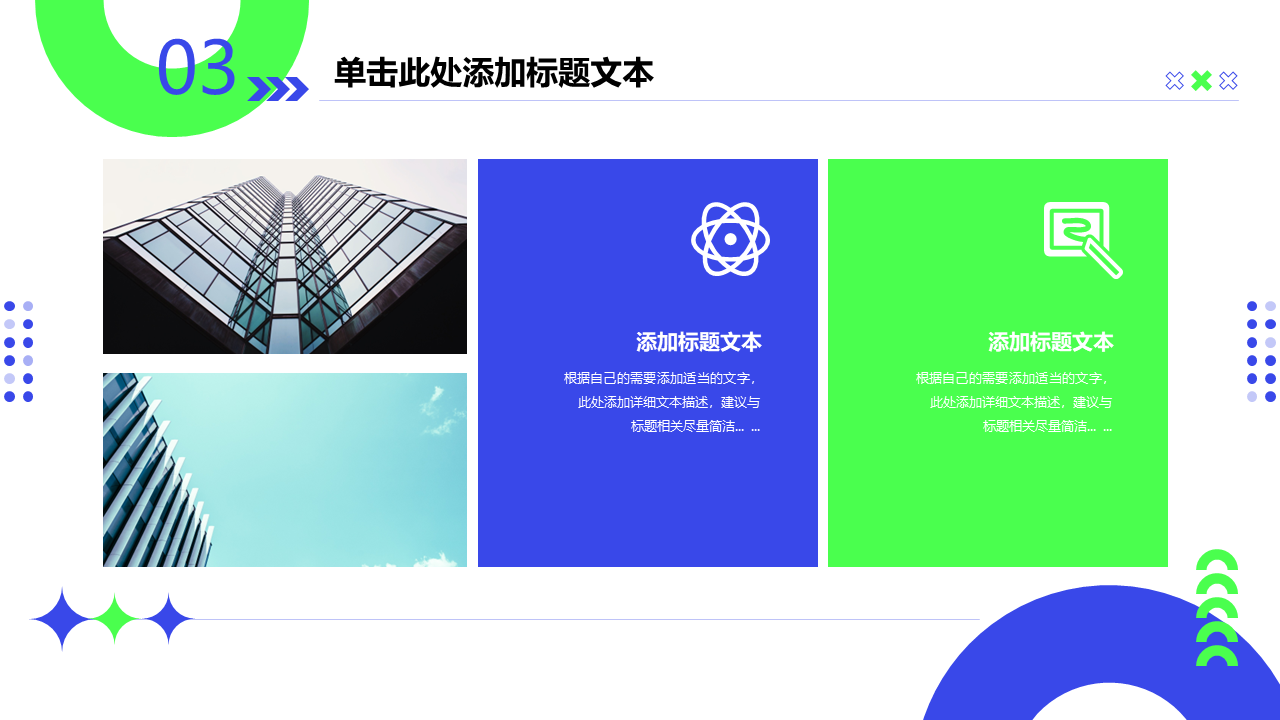 03
单击此处添加标题文本
添加标题文本
根据自己的需要添加适当的文字，
此处添加详细文本描述，建议与
标题相关尽量简洁... ...
添加标题文本
根据自己的需要添加适当的文字，
此处添加详细文本描述，建议与
标题相关尽量简洁... ...